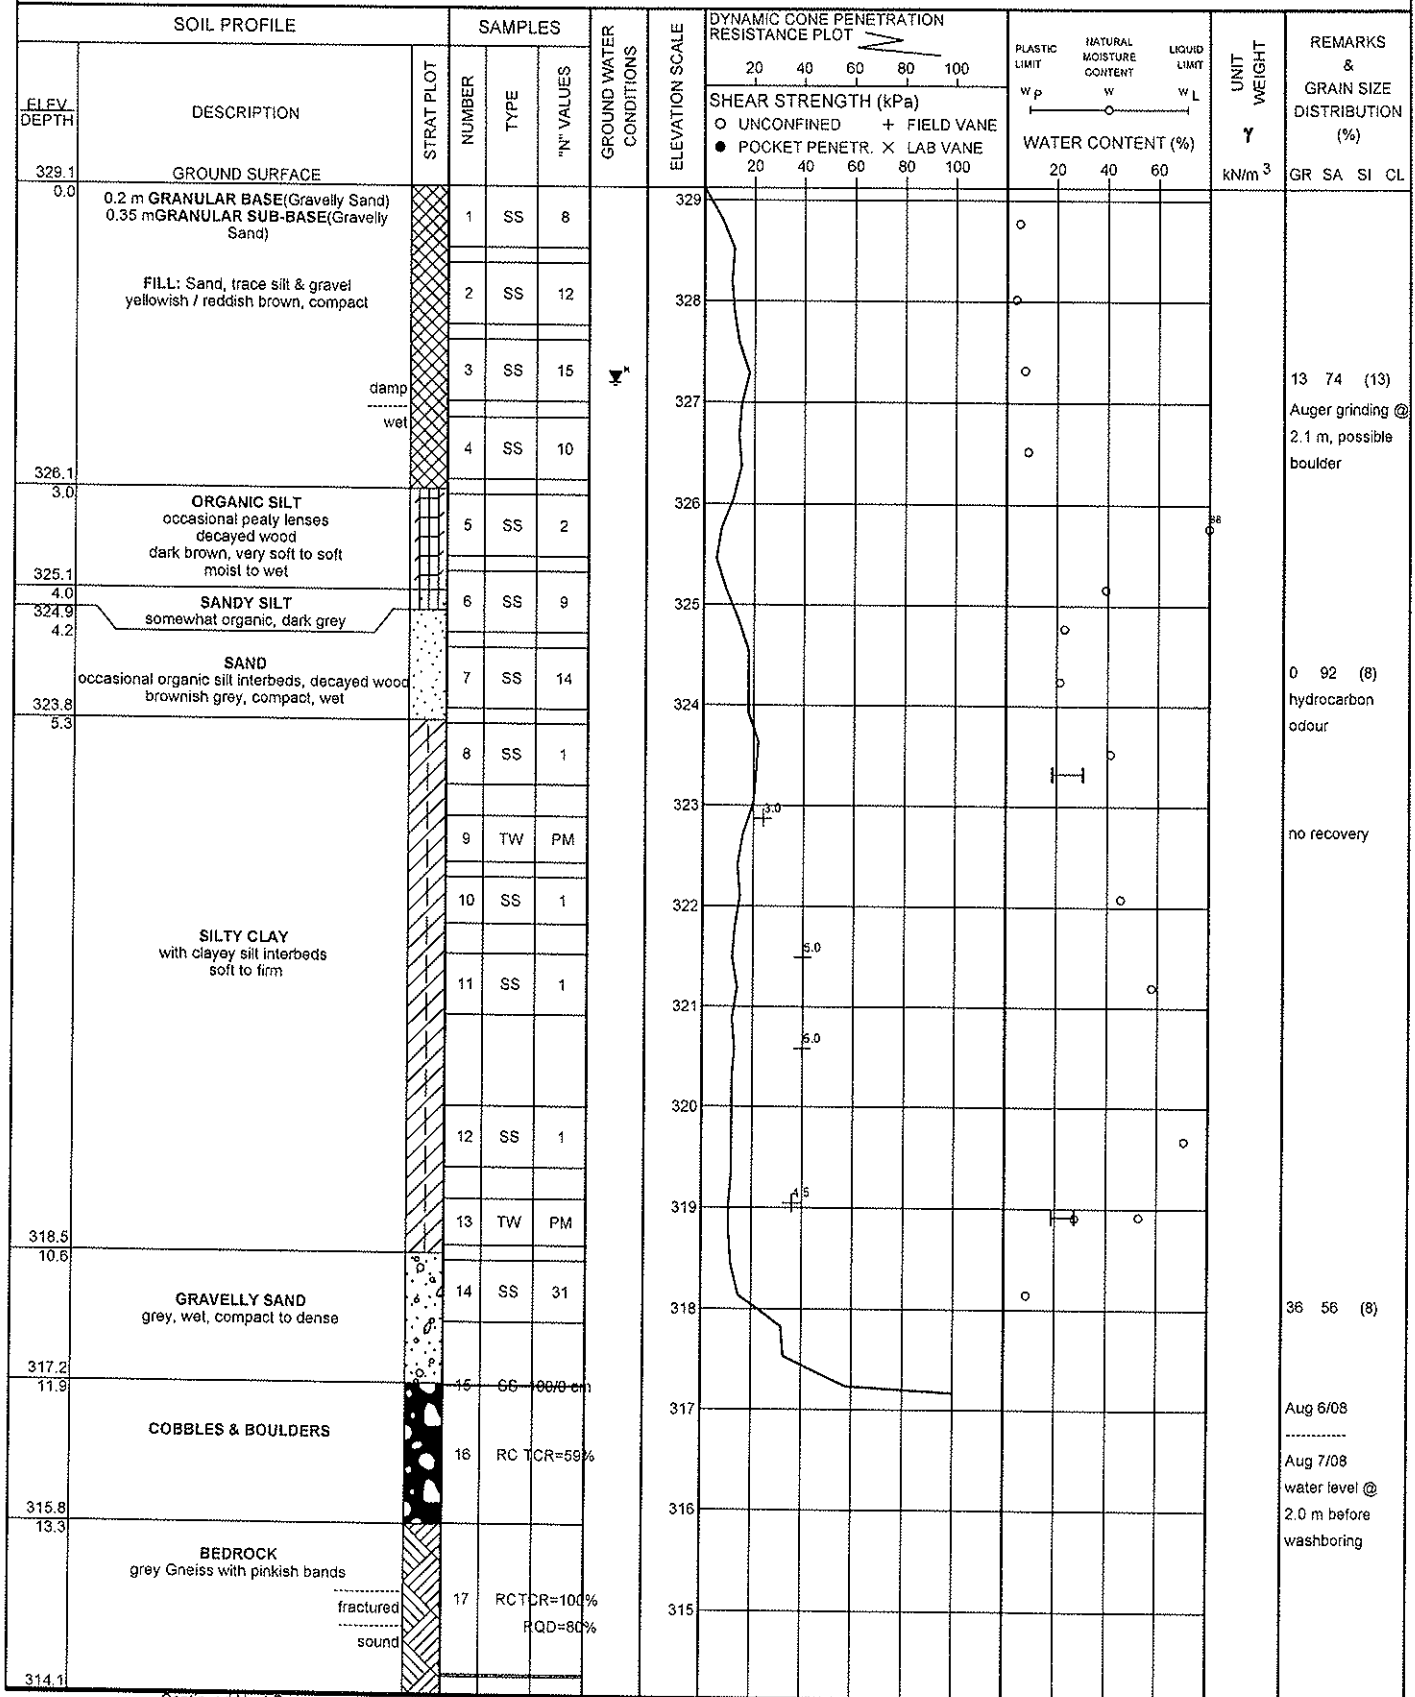 SOIL PROFILE
SAMPLES
GROUND WATER CONDITIONS
ELEVATION SCALE
DYNAMIC CONE PENETRATION
RESISTANCE PLOT
20 40 60 80 100
SHEAR STRENGTH (kPa)
O UNCONFINED + FIELD VANE
● POCKET PENETR. × LAB VANE
20 40 60 80 100
PLASTIC LIMIT
NATURAL MOISTURE CONTENT
LIQUID LIMIT
W P W W L
WATER CONTENT (%)
20 40 60
UNIT WEIGHT
γ
kN/m 3
REMARKS
&
GRAIN SIZE
DISTRIBUTION
(%)
GR SA SI CL
ELEV
DEPTH
DESCRIPTION
STRAT PLOT
NUMBER
TYPE
"N" VALUES
329.1
GROUND SURFACE
0.0
0.2 m GRANULAR BASE(Gravelly Sand)
0.35 mGRANULAR SUB-BASE(Gravelly
Sand)
1 SS 8
329
FILL: Sand, trace silt & gravel
yellowish / reddish brown, compact
2 SS 12
328
damp
wet
3 SS 15
13 74 (13)
327
Auger grinding @
2.1 m, possible
boulder
4 SS 10
326.1
3.0
326
ORGANIC SILT
occasional peaty lenses
decayed wood
dark brown, very soft to soft
moist to wet
5 SS 2
325.1
4.0
SANDY SILT
somewhat organic, dark grey
6 SS 9
325
324.9
4.2
SAND
occasional organic silt interbeds, decayed wood
brownish grey, compact, wet
7 SS 14
0 92 (8)
hydrocarbon
odour
324
323.8
5.3
8 SS 1
323
3.0
9 TW PM
no recovery
10 SS 1
322
SILTY CLAY
with clayey silt interbeds
soft to firm
5.0
11 SS 1
321
6.0
320
12 SS 1
4.5
319
13 TW PM
318.5
10.6
14 SS 31
GRAVELLY SAND
grey, wet, compact to dense
318
36 56 (8)
317.2
11.9
15 SS 100/0 cm
317
Aug 6/08
COBBLES & BOULDERS
16 RC TCR=59%
Aug 7/08
water level @
2.0 m before
washboring
316
315.8
13.3
BEDROCK
grey Gneiss with pinkish bands
fractured
sound
17 RC TCR=100%
RQD=80%
315
314.1